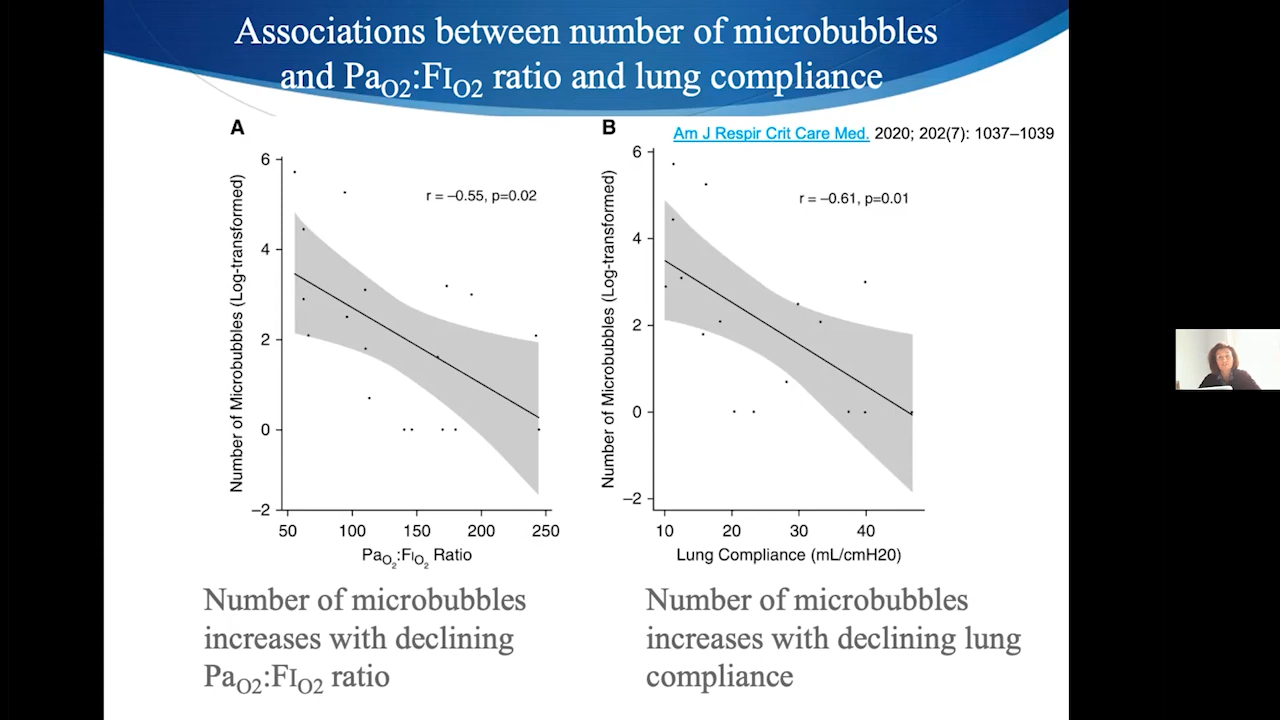 Associations between number of microbubbles
and PaO2:FIO2 ratio and lung compliance
A
B
Am J Respir Crit Care Med. 2020; 202(7): 1037–1039
Number of Microbubbles (Log-transformed)
6
4
2
0
–2
r = –0.55, p=0.02
50 100 150 200 250
PaO2:FIO2 Ratio
Number of Microbubbles (Log-transformed)
6
4
2
0
–2
r = –0.61, p=0.01
10 20 30 40
Lung Compliance (mL/cmH20)
Number of microbubbles
increases with declining
PaO2:FIO2 ratio
Number of microbubbles
increases with declining lung
compliance